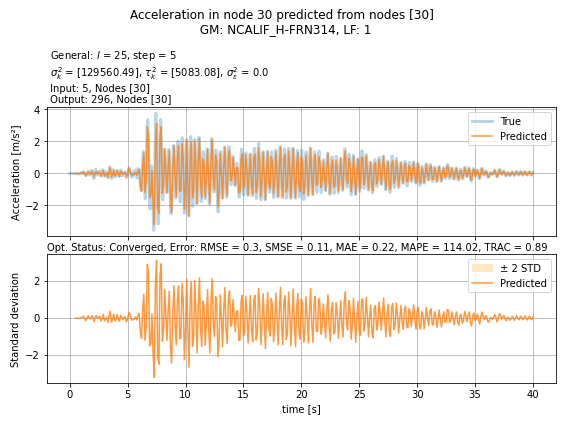 Acceleration in node 30 predicted from nodes [30]
GM: NCALIF_H-FRN314, LF: 1
General: l = 25, step = 5
σ²ₖ = [129560.49], τ²ₖ = [5083.08], σ²ₑ = 0.0
Input: 5, Nodes [30]
Output: 296, Nodes [30]
Acceleration [m/s²]
4
2
0
−2
True
Predicted
Opt. Status: Converged, Error: RMSE = 0.3, SMSE = 0.11, MAE = 0.22, MAPE = 114.02, TRAC = 0.89
Standard deviation
2
0
−2
± 2 STD
Predicted
0 5 10 15 20 25 30 35 40
time [s]